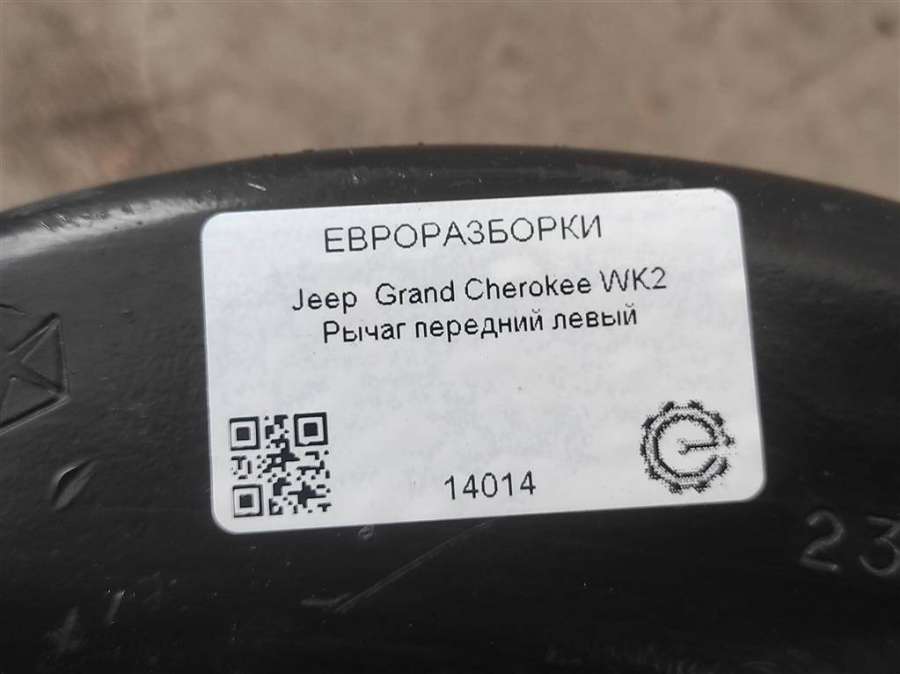 ЕВРОРАЗБОРКИ
Jeep Grand Cherokee WK2
Рычаг передний левый
14014
23